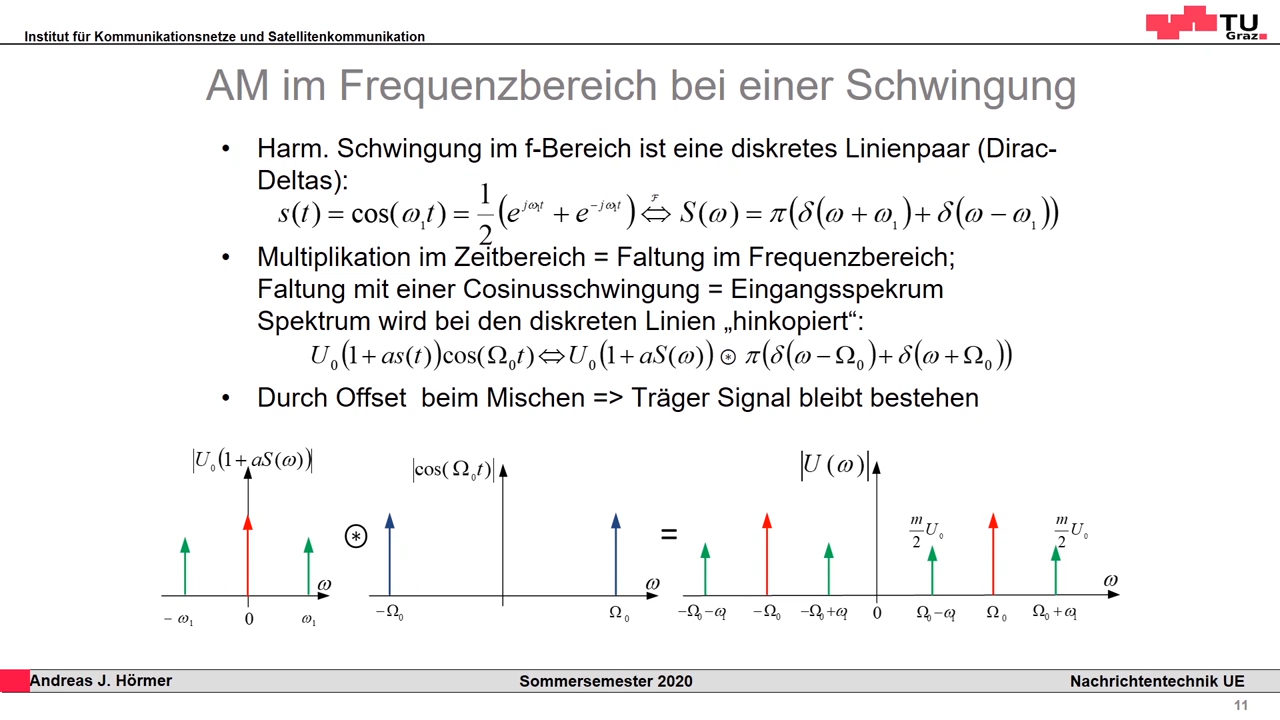 Institut für Kommunikationsnetze und Satellitenkommunikation
TU
Graz
AM im Frequenzbereich bei einer Schwingung
• Harm. Schwingung im f-Bereich ist eine diskretes Linienpaar (Dirac-
Deltas):
s(t) = cos(ω₁t) = 1/2 (e^{jω₁t} + e^{−jω₁t}) ⇔ℱ S(ω) = π(δ(ω + ω₁) + δ(ω − ω₁))
• Multiplikation im Zeitbereich = Faltung im Frequenzbereich;
Faltung mit einer Cosinusschwingung = Eingangsspekrum
Spektrum wird bei den diskreten Linien „hinkopiert“:
U₀(1 + as(t))cos(Ω₀t) ⇔ U₀(1 + aS(ω)) ⊛ π(δ(ω − Ω₀) + δ(ω + Ω₀))
• Durch Offset beim Mischen => Träger Signal bleibt bestehen
|U₀(1 + aS(ω))|
|cos(Ω₀t)|
|U(ω)|
m/2 U₀
m/2 U₀
⊛
=
ω
ω
ω
− ω₁
0
ω₁
−Ω₀
Ω₀
−Ω₀−ω₁
−Ω₀
−Ω₀+ω₁
0
Ω₀−ω₁
Ω₀
Ω₀+ω₁
Andreas J. Hörmer
Sommersemester 2020
Nachrichtentechnik UE
11